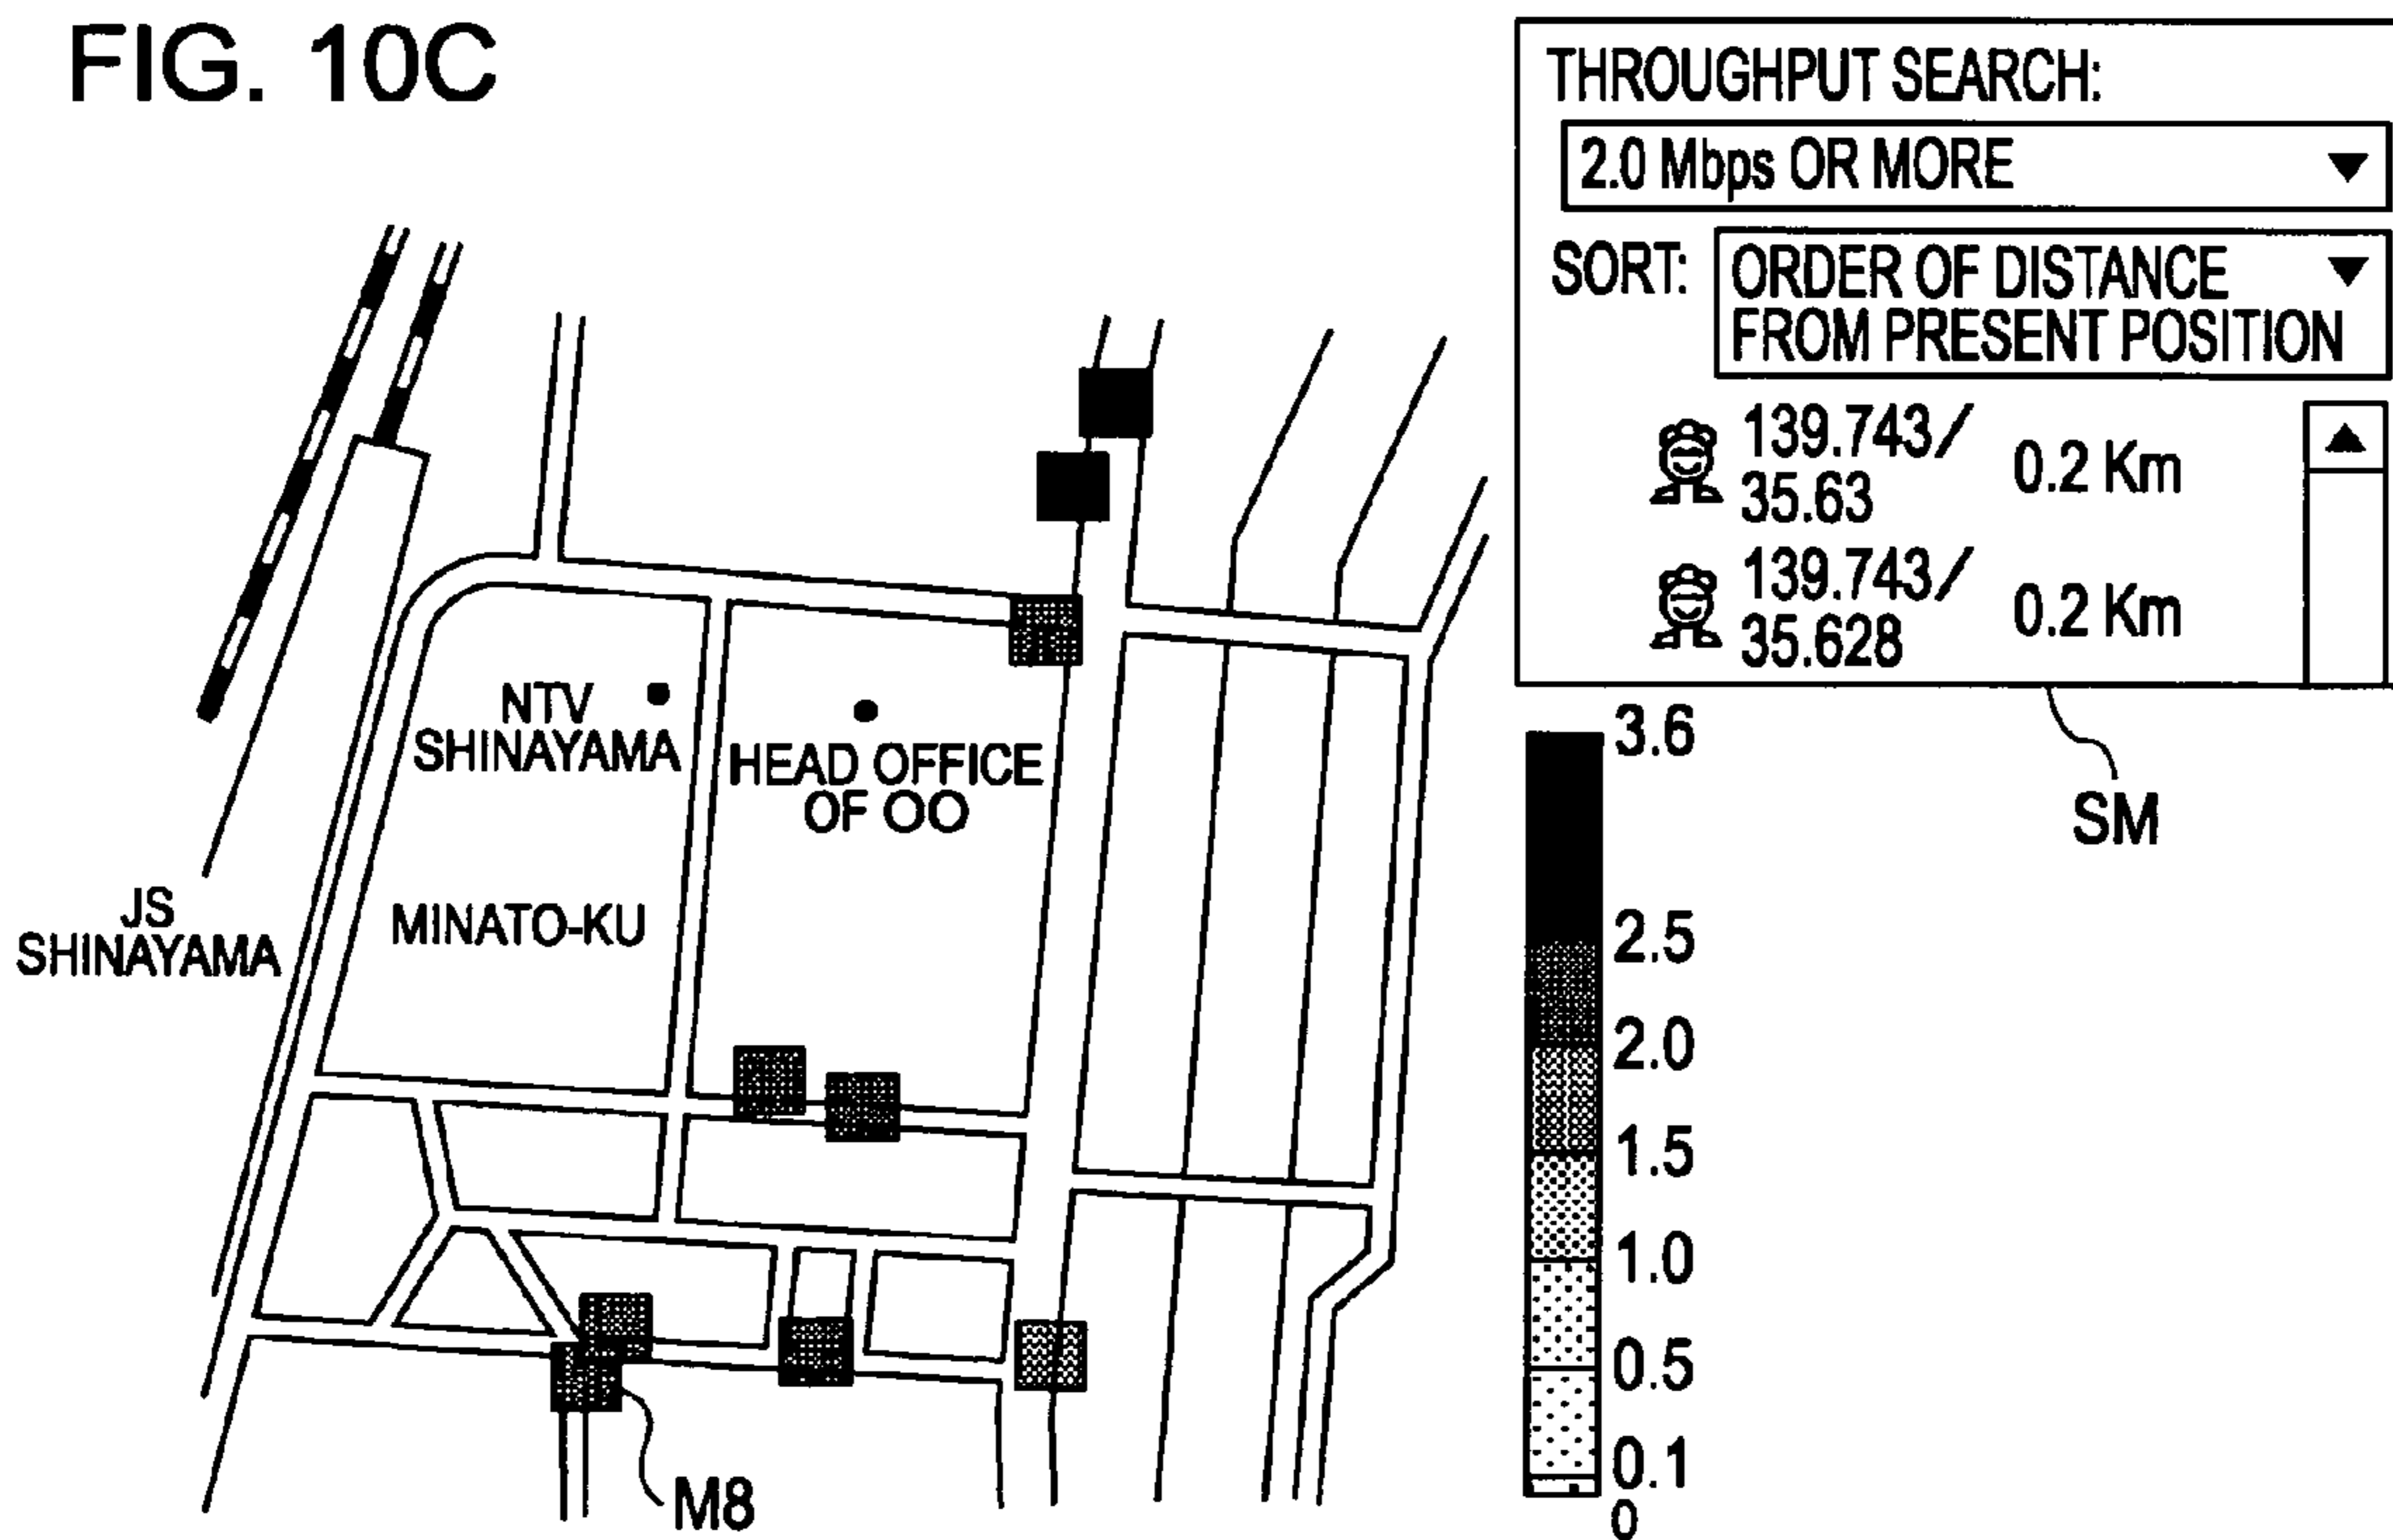 FIG. 10C
THROUGHPUT SEARCH:
2.0 Mbps OR MORE
SORT:
ORDER OF DISTANCE
FROM PRESENT POSITION
139.743/
35.63
0.2 Km
139.743/
35.628
0.2 Km
SM
NTV
SHINAYAMA
HEAD OFFICE
OF OO
JS
SHINAYAMA
MINATO-KU
M8
3.6
2.5
2.0
1.5
1.0
0.5
0.1
0